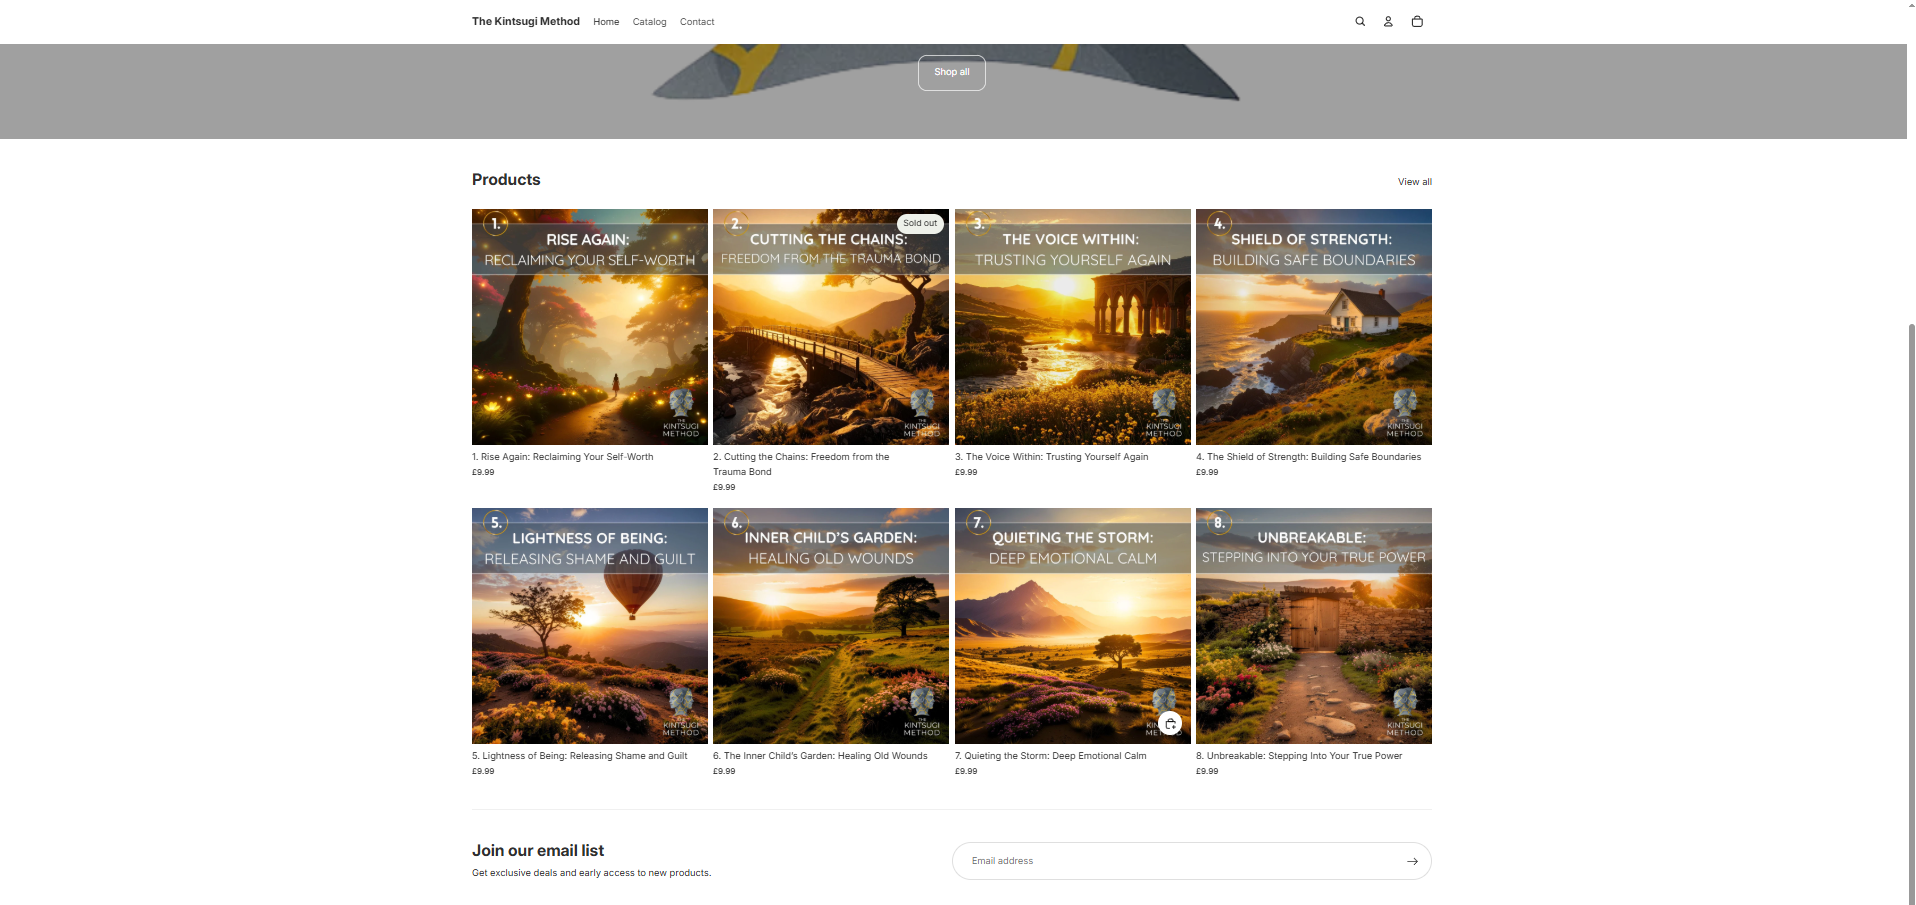 The Kintsugi Method Home Catalog Contact
Shop all
Products
View all
1.
RISE AGAIN:
RECLAIMING YOUR SELF-WORTH
THE
KINTSUGI
METHOD
2.
Sold out
CUTTING THE CHAINS:
FREEDOM FROM THE TRAUMA BOND
THE
KINTSUGI
METHOD
3.
THE VOICE WITHIN:
TRUSTING YOURSELF AGAIN
THE
KINTSUGI
METHOD
4.
SHIELD OF STRENGTH:
BUILDING SAFE BOUNDARIES
THE
KINTSUGI
METHOD
1. Rise Again: Reclaiming Your Self-Worth
£9.99
2. Cutting the Chains: Freedom from the
Trauma Bond
£9.99
3. The Voice Within: Trusting Yourself Again
£9.99
4. The Shield of Strength: Building Safe Boundaries
£9.99
5.
LIGHTNESS OF BEING:
RELEASING SHAME AND GUILT
THE
KINTSUGI
METHOD
6.
INNER CHILD'S GARDEN:
HEALING OLD WOUNDS
THE
KINTSUGI
METHOD
7.
QUIETING THE STORM:
DEEP EMOTIONAL CALM
8.
UNBREAKABLE:
STEPPING INTO YOUR TRUE POWER
THE
KINTSUGI
METHOD
5. Lightness of Being: Releasing Shame and Guilt
£9.99
6. The Inner Child's Garden: Healing Old Wounds
£9.99
7. Quieting the Storm: Deep Emotional Calm
£9.99
8. Unbreakable: Stepping Into Your True Power
£9.99
Join our email list
Get exclusive deals and early access to new products.
Email address